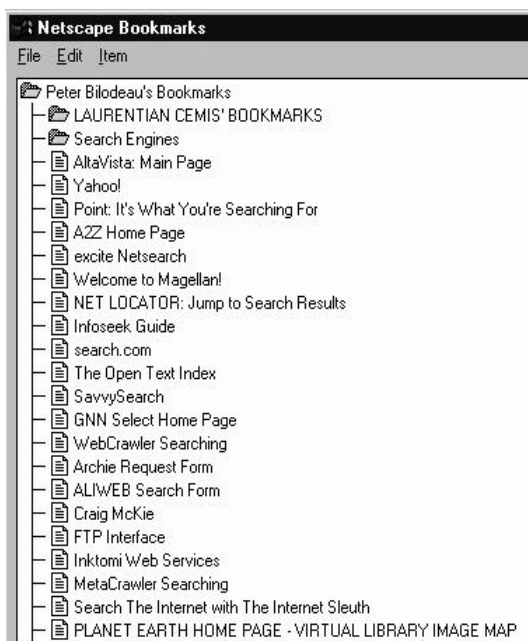 Netscape Bookmarks
File Edit Item
Peter Bilodeau's Bookmarks
LAURENTIAN CEMIS' BOOKMARKS
Search Engines
AltaVista: Main Page
Yahoo!
Point: It's What You're Searching For
A2Z Home Page
excite Netsearch
Welcome to Magellan!
NET LOCATOR: Jump to Search Results
Infoseek Guide
search.com
The Open Text Index
SavvySearch
GNN Select Home Page
WebCrawler Searching
Archie Request Form
ALIWEB Search Form
Craig McKie
FTP Interface
Inktomi Web Services
MetaCrawler Searching
Search The Internet with The Internet Sleuth
PLANET EARTH HOME PAGE - VIRTUAL LIBRARY IMAGE MAP